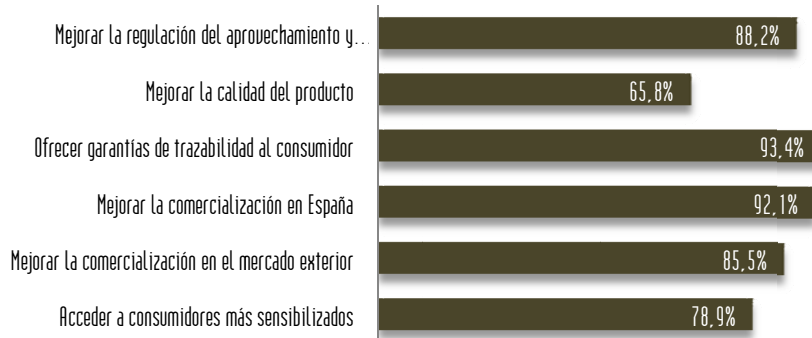 Mejorar la regulación del aprovechamiento y... 88,2%
Mejorar la calidad del producto 65,8%
Ofrecer garantías de trazabilidad al consumidor 93,4%
Mejorar la comercialización en España 92,1%
Mejorar la comercialización en el mercado exterior 85,5%
Acceder a consumidores más sensibilizados 78,9%